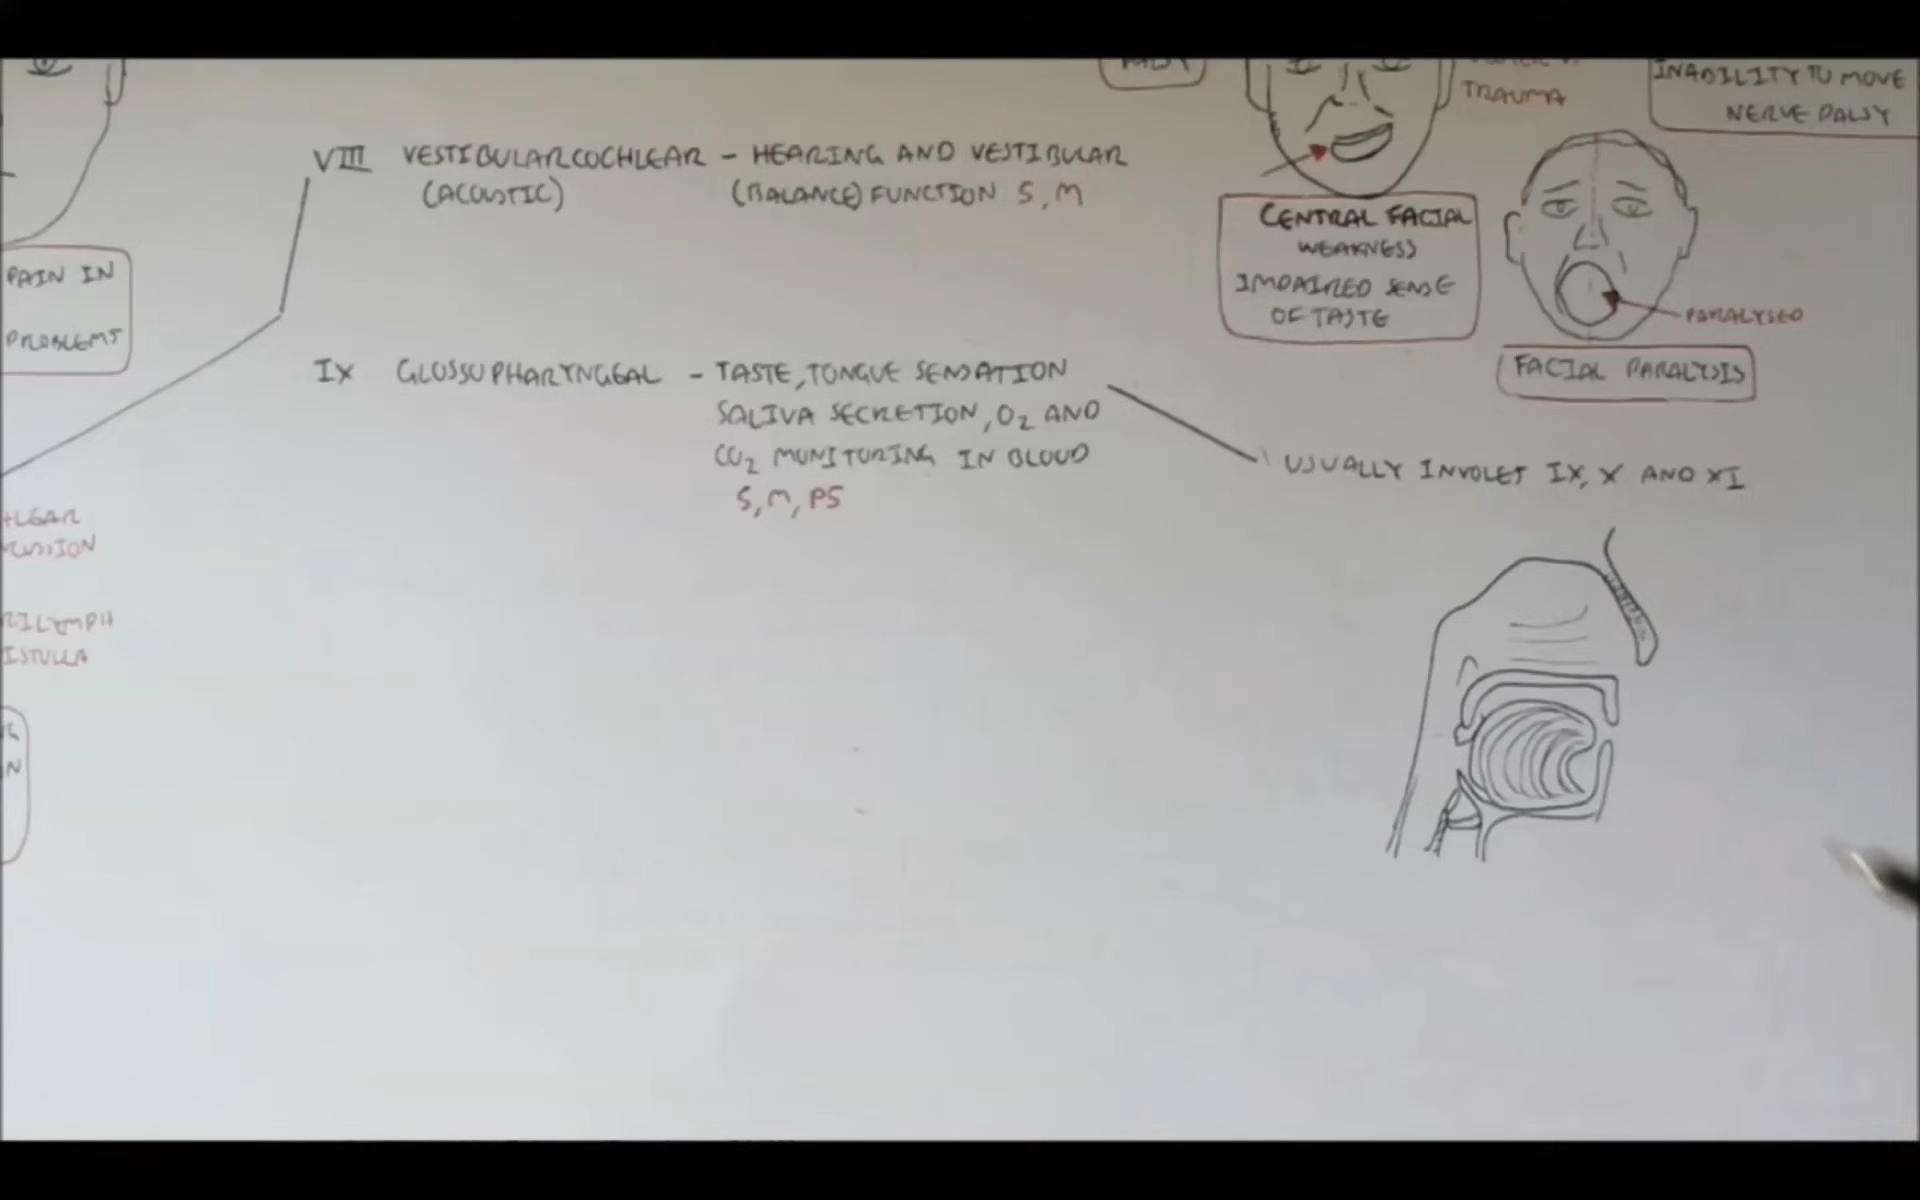 TRAUMA
INABILITY TO MOVE
NERVE PALSY
VIII VESTIBULARCOCHLEAR - HEARING AND VESTIBULAR
(ACOUSTIC) (BALANCE) FUNCTION S, M
CENTRAL FACIAL
WEAKNESS
IMPAIRED SENSE
OF TASTE
PARALYSED
FACIAL PARALYSIS
PAIN IN
PROBLEMS
IX GLOSSOPHARYNGEAL - TASTE, TONGUE SENSATION
SALIVA SECRETION, O2 AND
CO2 MONITORING IN BLOOD
S, M, PS
USUALLY INVOLES IX, X AND XI